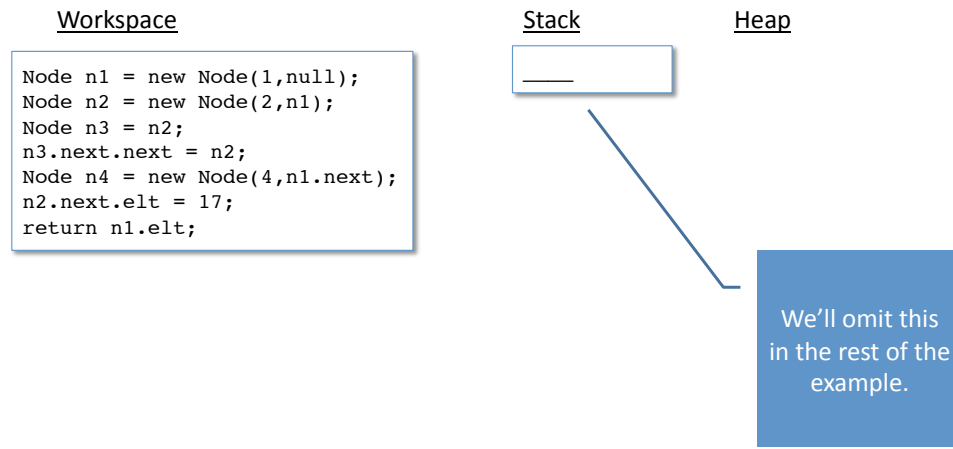 Workspace
Stack
Heap
Node n1 = new Node(1,null);
Node n2 = new Node(2,n1);
Node n3 = n2;
n3.next.next = n2;
Node n4 = new Node(4,n1.next);
n2.next.elt = 17;
return n1.elt;
____
We’ll omit this
in the rest of the
example.